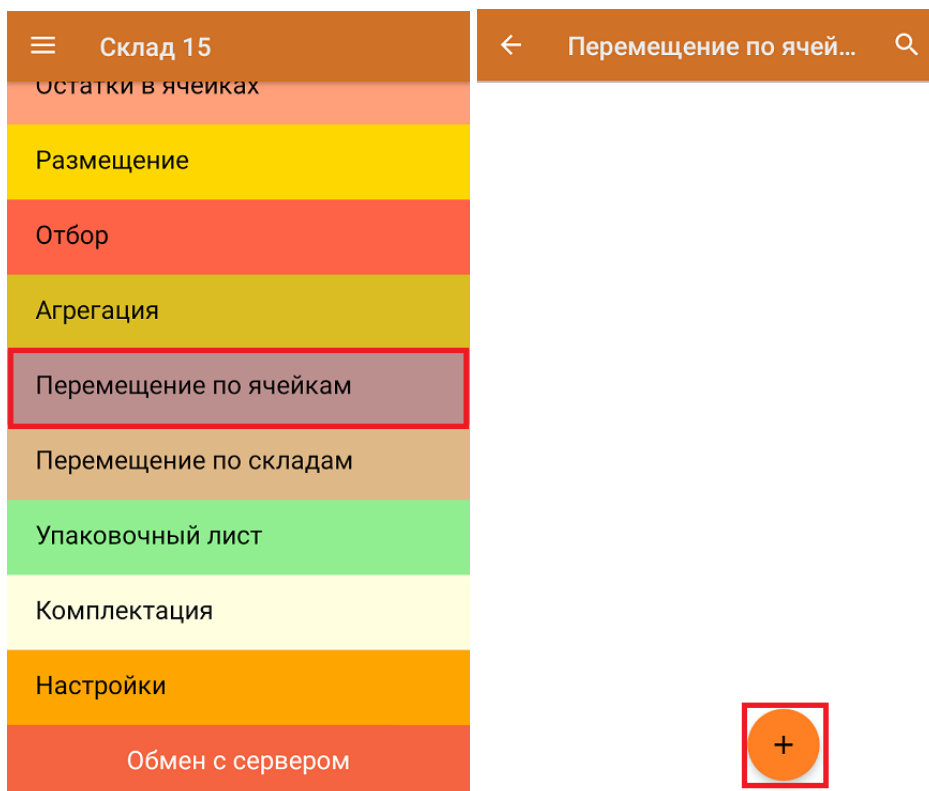 Склад 15
Остатки в ячейках
Размещение
Отбор
Агрегация
Перемещение по ячейкам
Перемещение по складам
Упаковочный лист
Комплектация
Настройки
Обмен с сервером
Перемещение по ячей...
+